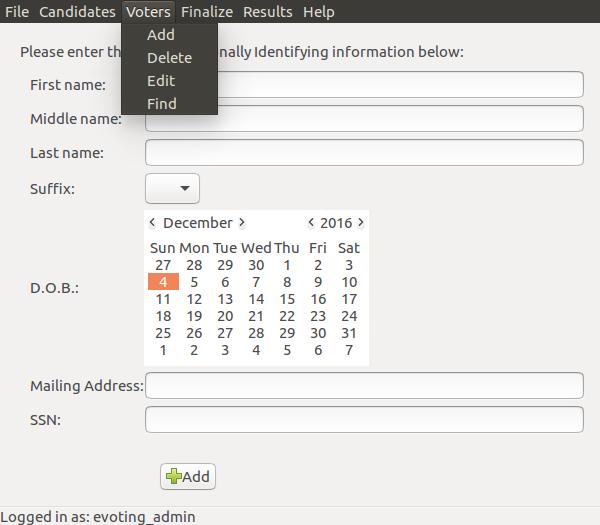 File Candidates Voters Finalize Results Help
Add
Delete
Edit
Find
Please enter th nally Identifying information below:
First name:
Middle name:
Last name:
Suffix:
< December > < 2016 >
Sun Mon Tue Wed Thu Fri Sat
27 28 29 30 1 2 3
4 5 6 7 8 9 10
11 12 13 14 15 16 17
18 19 20 21 22 23 24
25 26 27 28 29 30 31
1 2 3 4 5 6 7
D.O.B.:
Mailing Address:
SSN:
Add
Logged in as: evoting_admin